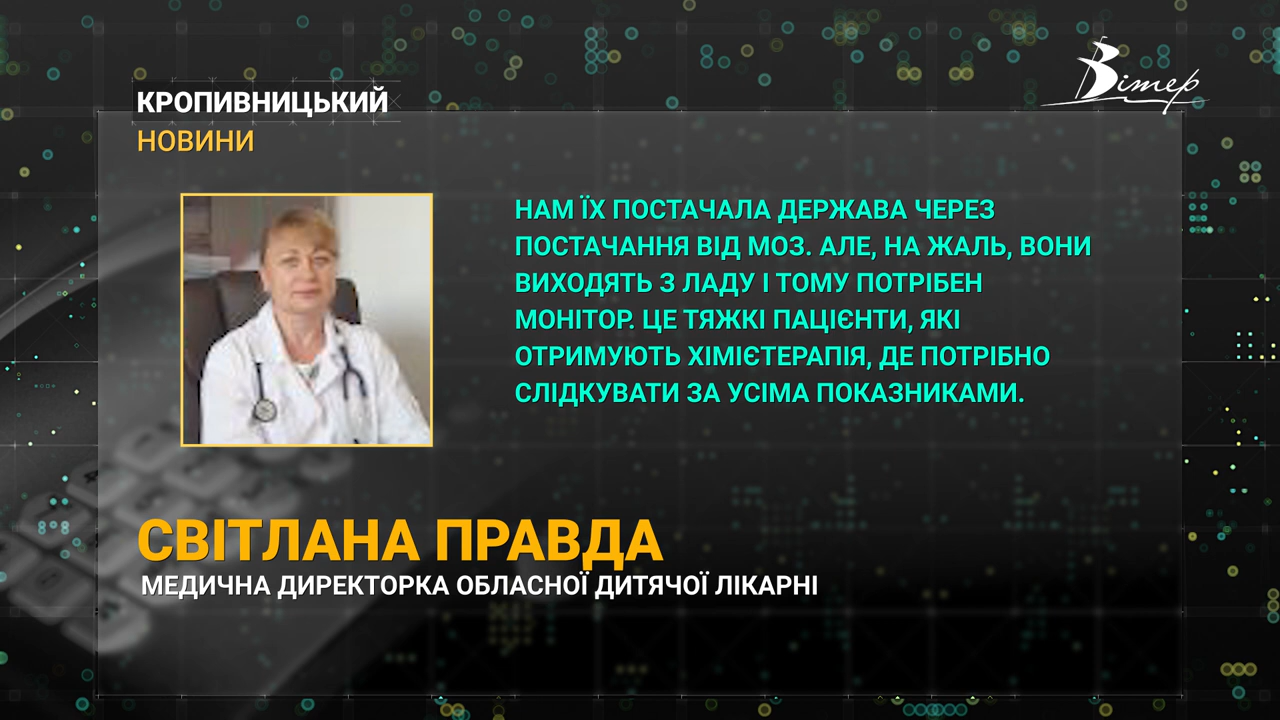 Вітер
КРОПИВНИЦЬКИЙ
НОВИНИ
НАМ ЇХ ПОСТАЧАЛА ДЕРЖАВА ЧЕРЕЗ
ПОСТАЧАННЯ ВІД МОЗ. АЛЕ, НА ЖАЛЬ, ВОНИ
ВИХОДЯТЬ З ЛАДУ І ТОМУ ПОТРІБЕН
МОНІТОР. ЦЕ ТЯЖКІ ПАЦІЄНТИ, ЯКІ
ОТРИМУЮТЬ ХІМІЄТЕРАПІЯ, ДЕ ПОТРІБНО
СЛІДКУВАТИ ЗА УСІМА ПОКАЗНИКАМИ.
СВІТЛАНА ПРАВДА
МЕДИЧНА ДИРЕКТОРКА ОБЛАСНОЇ ДИТЯЧОЇ ЛІКАРНІ